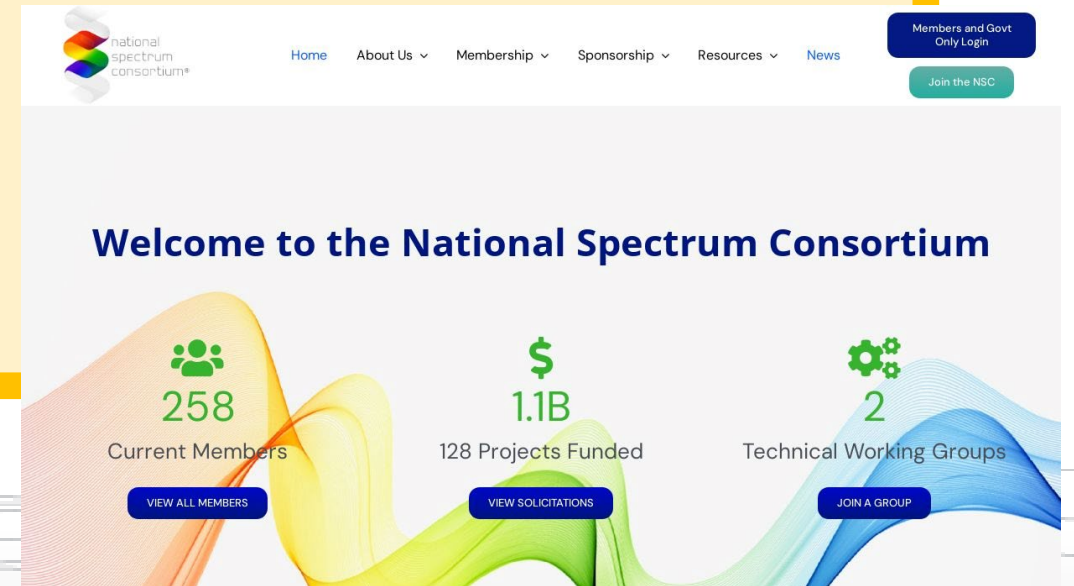 national
spectrum
consortium®
Home
About Us
Membership
Sponsorship
Resources
News
Members and Govt
Only Login
Join the NSC
Welcome to the National Spectrum Consortium
258
Current Members
VIEW ALL MEMBERS
$
1.1B
128 Projects Funded
VIEW SOLICITATIONS
2
Technical Working Groups
JOIN A GROUP